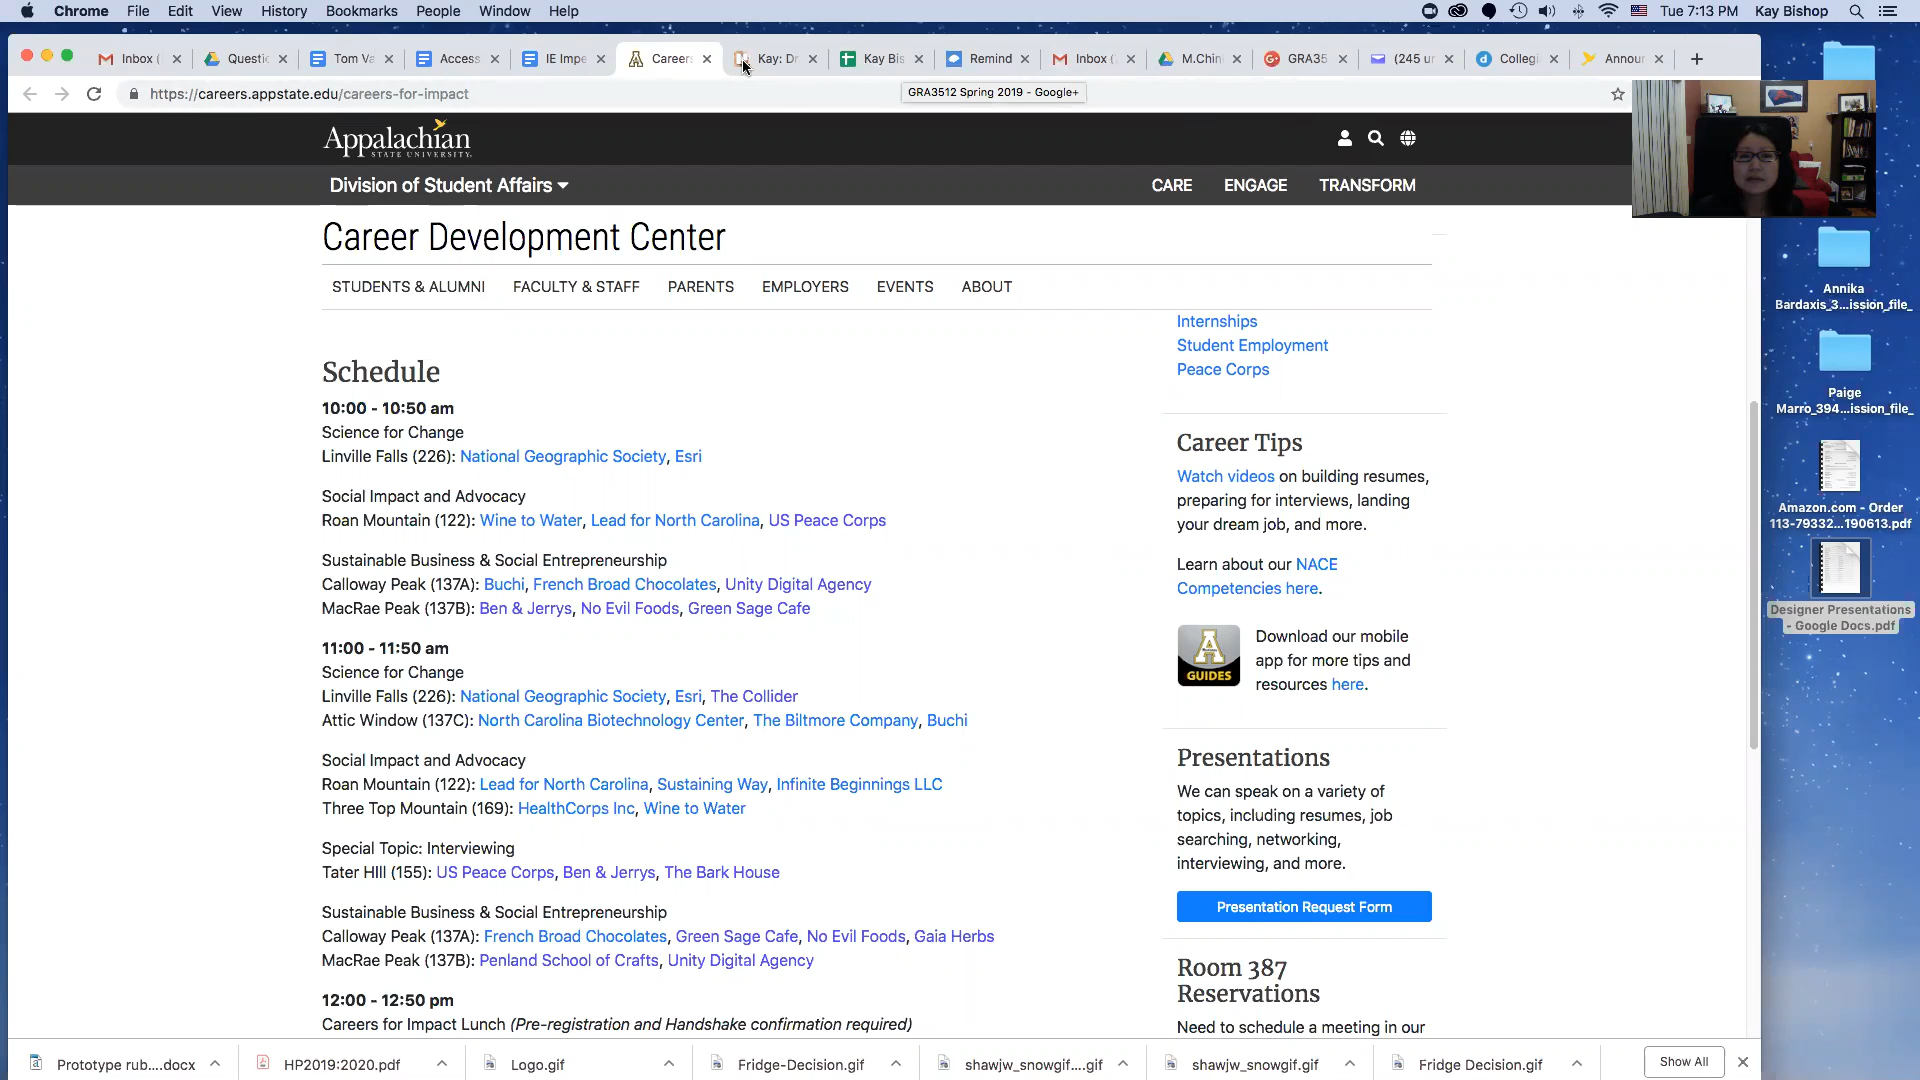 Chrome File Edit View History Bookmarks People Window Help Tue 7:13 PM Kay Bishop
Inbox ( Questic Tom Va Access IE Impe Careers Kay: Dr Kay Bis Remind Inbox ( M.Chin GRA35 (245 ur Collegi Annour
https://careers.appstate.edu/careers-for-impact
GRA3512 Spring 2019 - Google+
Appalachian
STATE UNIVERSITY
Division of Student Affairs CARE ENGAGE TRANSFORM
Career Development Center
STUDENTS & ALUMNI FACULTY & STAFF PARENTS EMPLOYERS EVENTS ABOUT
Schedule
10:00 - 10:50 am
Science for Change
Linville Falls (226): National Geographic Society, Esri
Social Impact and Advocacy
Roan Mountain (122): Wine to Water, Lead for North Carolina, US Peace Corps
Sustainable Business & Social Entrepreneurship
Calloway Peak (137A): Buchi, French Broad Chocolates, Unity Digital Agency
MacRae Peak (137B): Ben & Jerrys, No Evil Foods, Green Sage Cafe
11:00 - 11:50 am
Science for Change
Linville Falls (226): National Geographic Society, Esri, The Collider
Attic Window (137C): North Carolina Biotechnology Center, The Biltmore Company, Buchi
Social Impact and Advocacy
Roan Mountain (122): Lead for North Carolina, Sustaining Way, Infinite Beginnings LLC
Three Top Mountain (169): HealthCorps Inc, Wine to Water
Special Topic: Interviewing
Tater HIll (155): US Peace Corps, Ben & Jerrys, The Bark House
Sustainable Business & Social Entrepreneurship
Calloway Peak (137A): French Broad Chocolates, Green Sage Cafe, No Evil Foods, Gaia Herbs
MacRae Peak (137B): Penland School of Crafts, Unity Digital Agency
12:00 - 12:50 pm
Careers for Impact Lunch (Pre-registration and Handshake confirmation required)
Internships
Student Employment
Peace Corps
Career Tips
Watch videos on building resumes,
preparing for interviews, landing
your dream job, and more.
Learn about our NACE
Competencies here.
A
GUIDES
Download our mobile
app for more tips and
resources here.
Presentations
We can speak on a variety of
topics, including resumes, job
searching, networking,
interviewing, and more.
Presentation Request Form
Room 387
Reservations
Need to schedule a meeting in our
Annika
Bardaxis_3...ission_file_
Paige
Marro_394...ission_file_
Amazon.com - Order
113-79332...190613.pdf
Designer Presentations
- Google Docs.pdf
Prototype rub....docx HP2019:2020.pdf Logo.gif Fridge-Decision.gif shawjw_snowgif....gif shawjw_snowgif.gif Fridge Decision.gif Show All